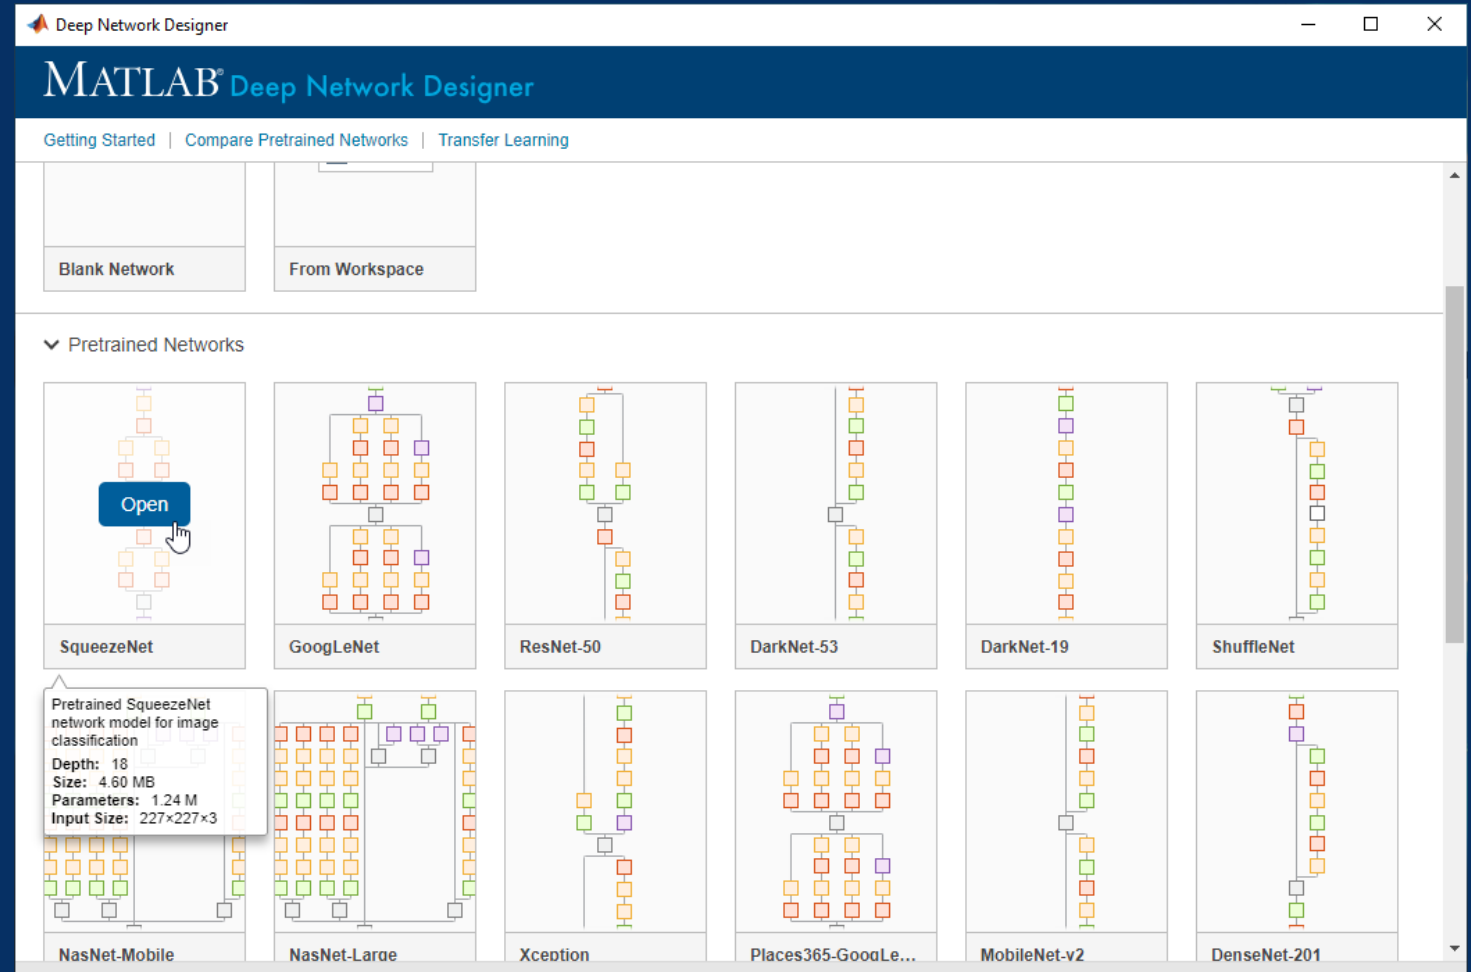 Deep Network Designer
MATLAB® Deep Network Designer
Getting Started | Compare Pretrained Networks | Transfer Learning
Blank Network
From Workspace
Pretrained Networks
Open
SqueezeNet
GoogLeNet
ResNet-50
DarkNet-53
DarkNet-19
ShuffleNet
Pretrained SqueezeNet
network model for image
classification
Depth: 18
Size: 4.60 MB
Parameters: 1.24 M
Input Size: 227×227×3
NasNet-Mobile
NasNet-Large
Xception
Places365-GoogLe...
MobileNet-v2
DenseNet-201